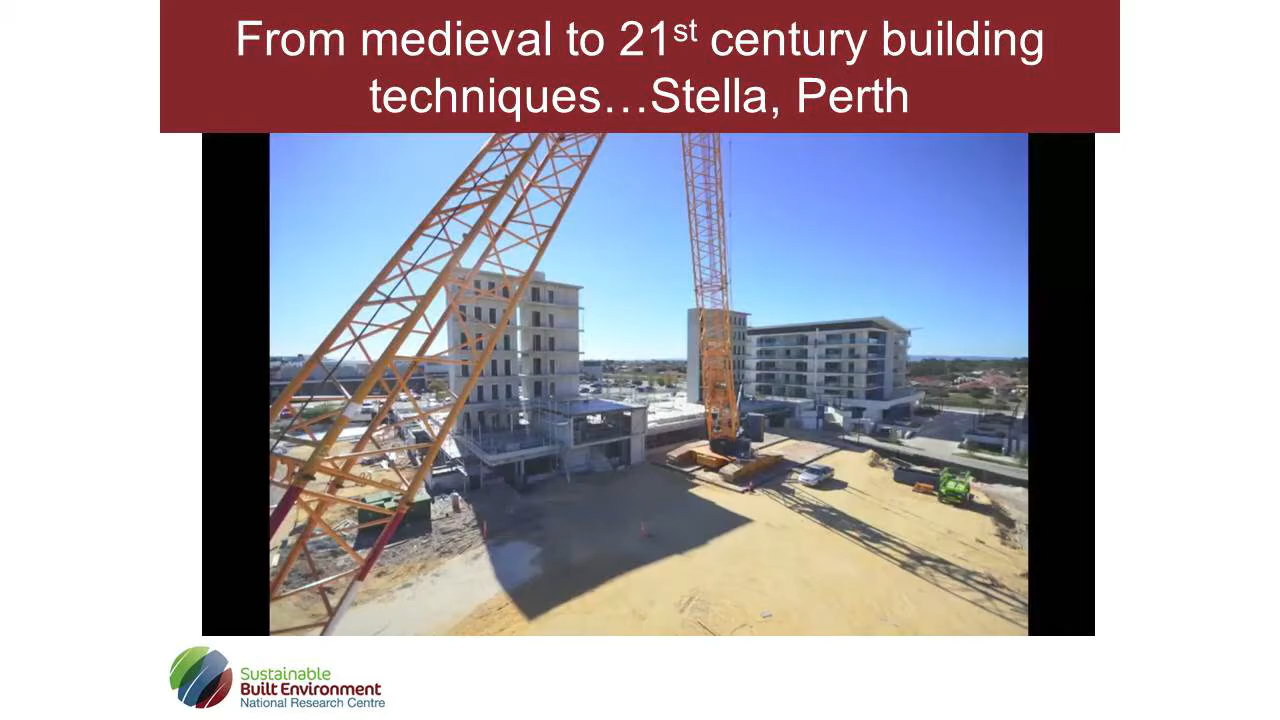 From medieval to 21st century building
techniques…Stella, Perth
Sustainable
Built Environment
National Research Centre